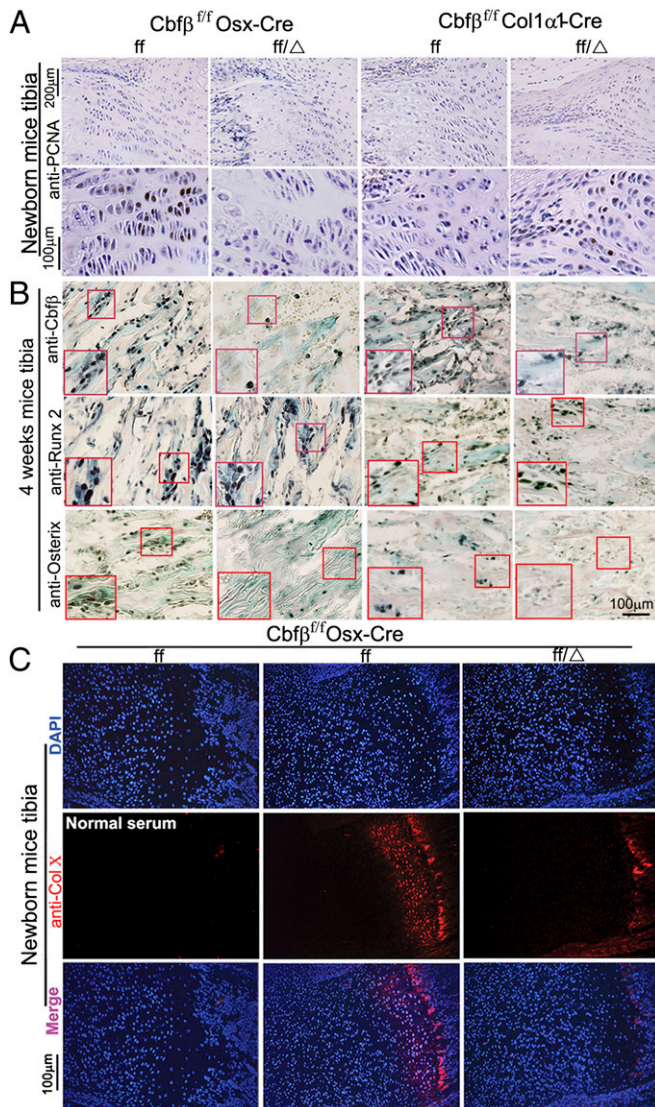 A
Cbfβ f/f Osx-Cre
Cbfβ f/f Col1α1-Cre
ff
ff/△
ff
ff/△
Newborn mice tibia
anti-PCNA
200μm
100μm
B
4 weeks mice tibia
anti-Cbfβ
anti-Runx 2
anti-Osterix
100μm
Cbfβ f/f Osx-Cre
C
ff
ff
ff/△
Newborn mice tibia
DAPI
Normal serum
anti-Col X
Merge
100μm